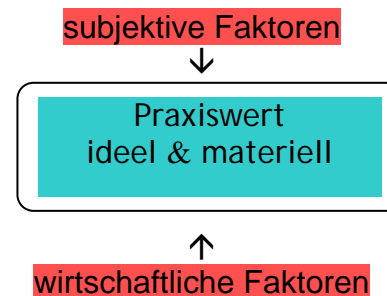 subjektive Faktoren
↓
Praxiswert
ideel & materiell
↑
wirtschaftliche Faktoren